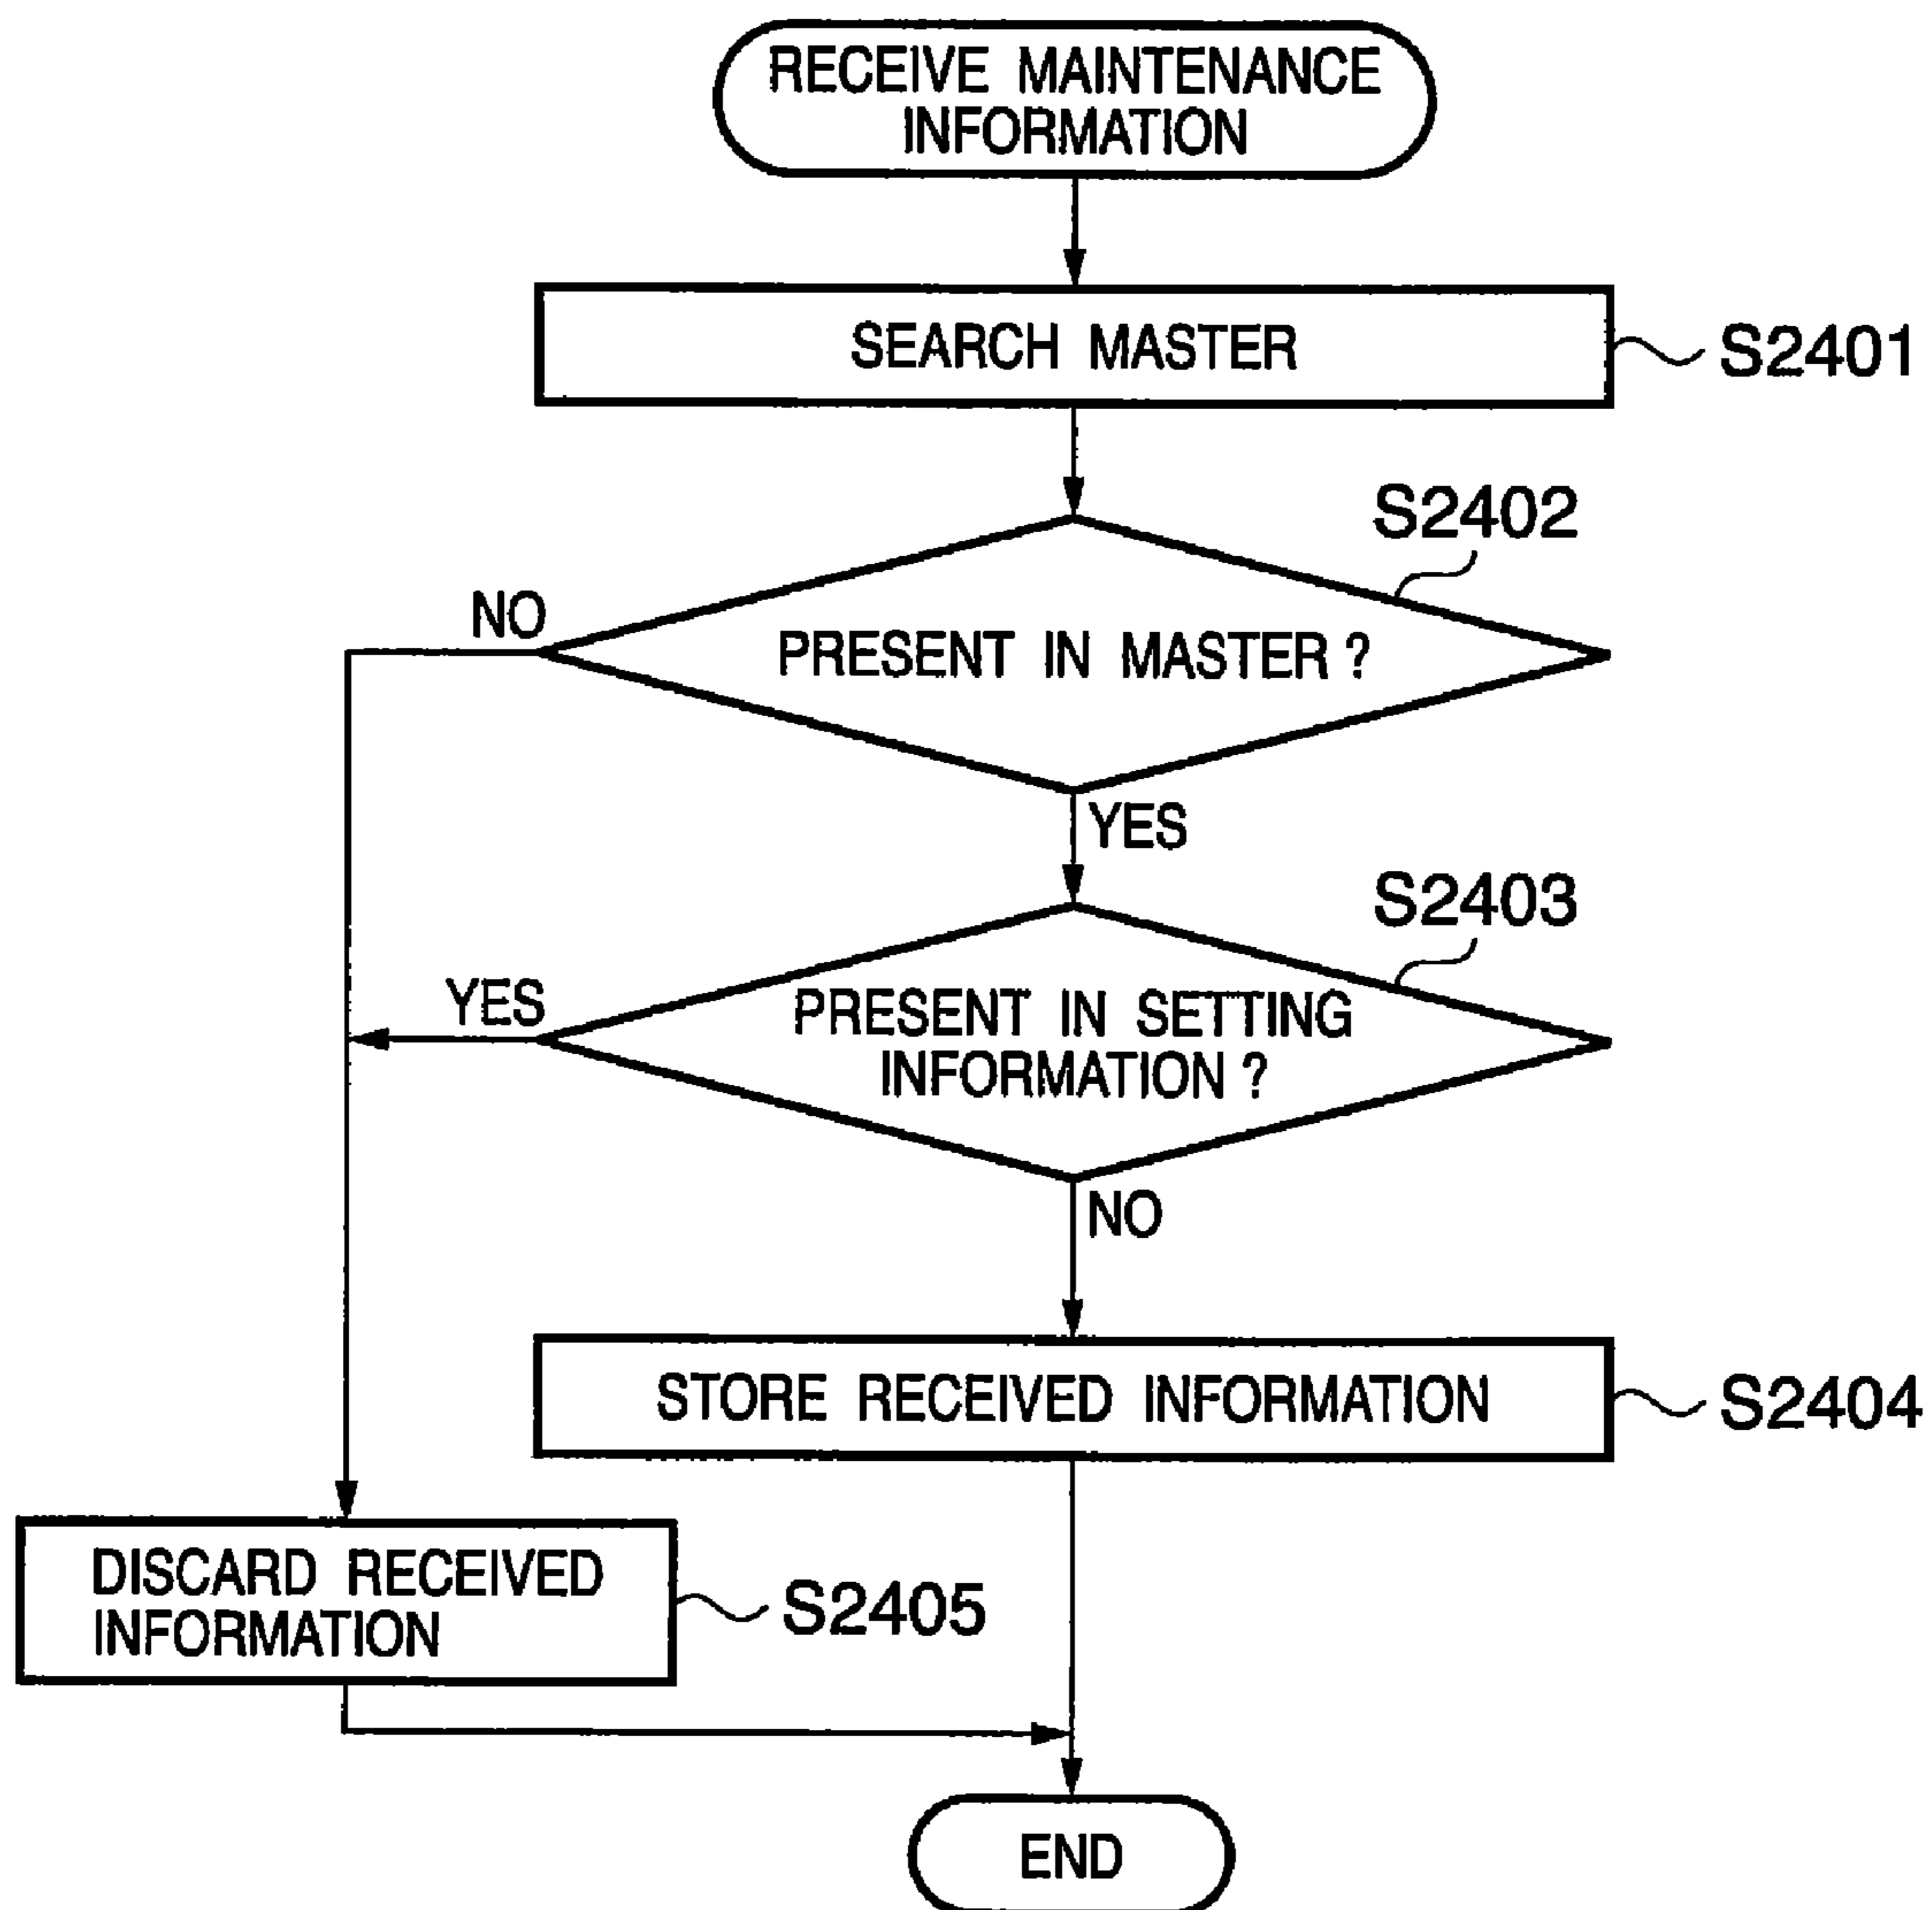 RECEIVE MAINTENANCE
INFORMATION
SEARCH MASTER
S2401
S2402
NO
PRESENT IN MASTER ?
YES
S2403
YES
PRESENT IN SETTING
INFORMATION ?
NO
STORE RECEIVED INFORMATION
S2404
DISCARD RECEIVED
INFORMATION
S2405
END